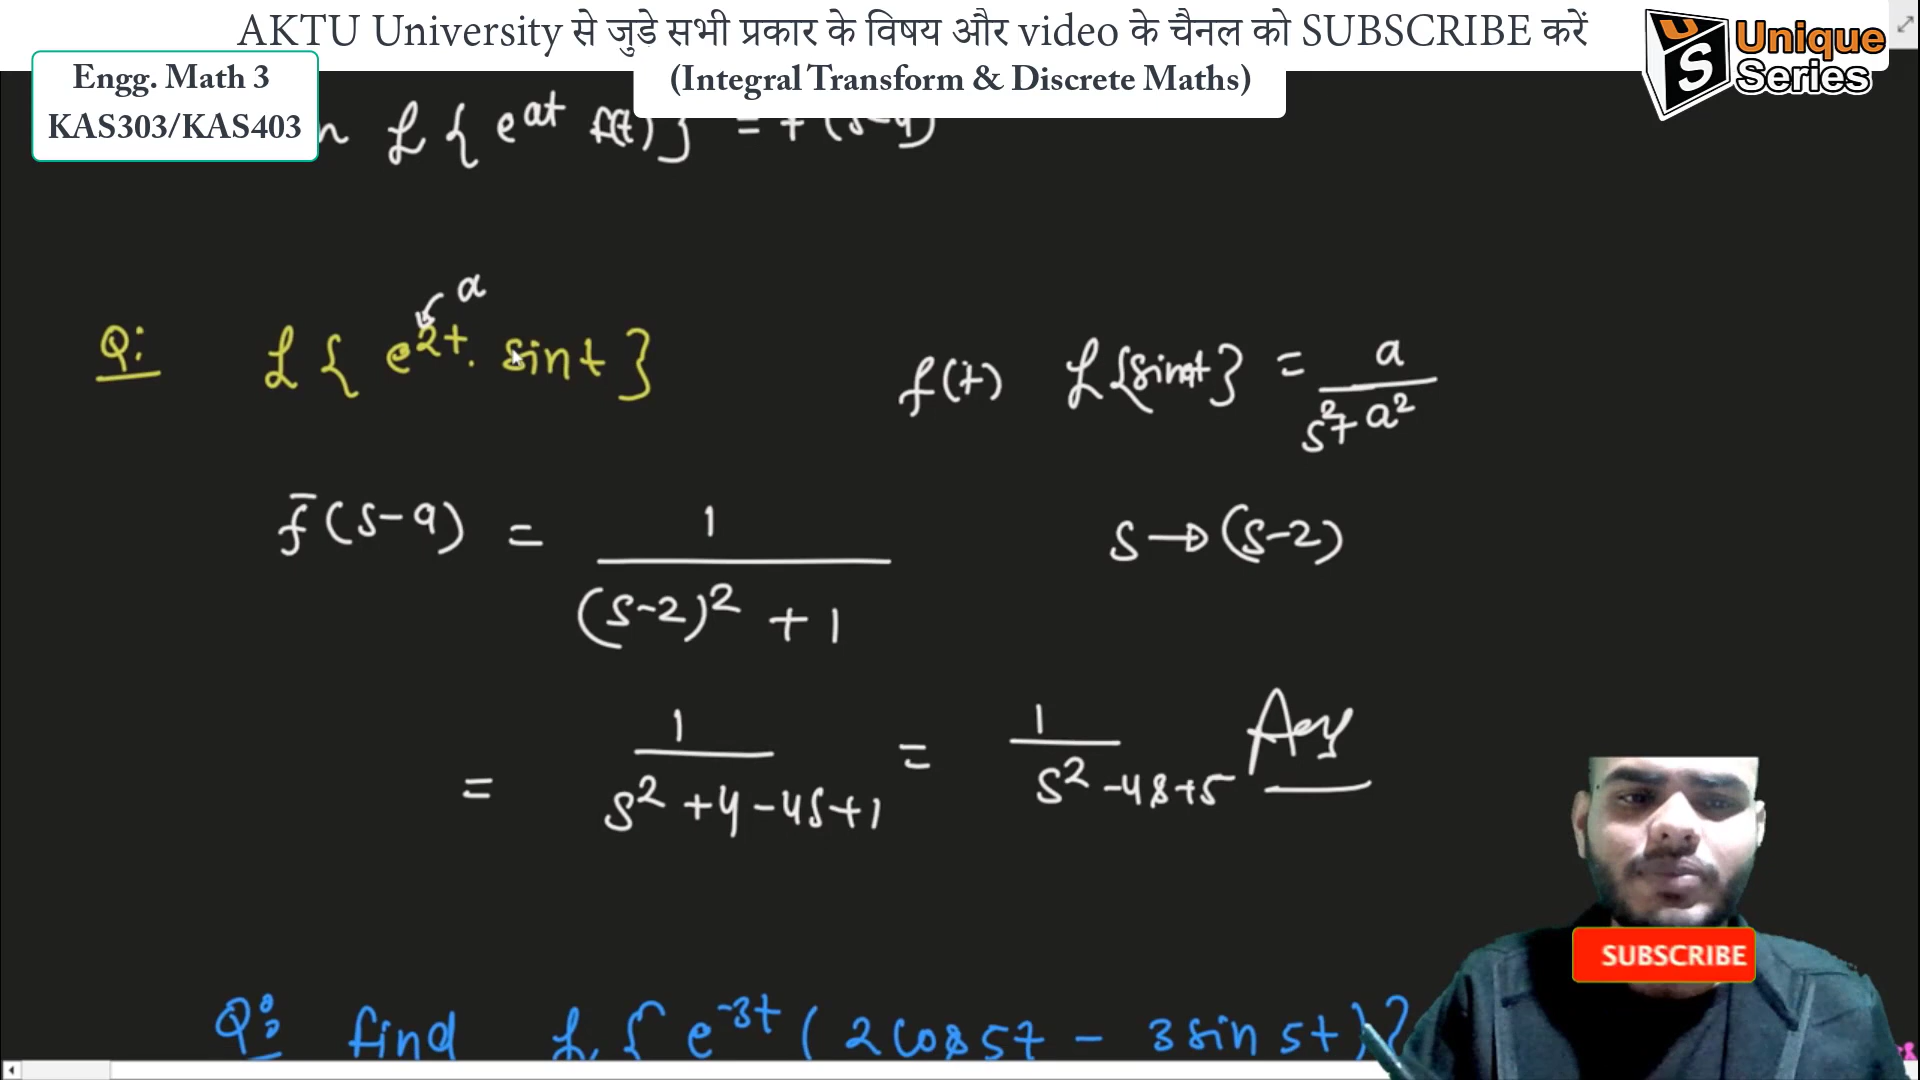 AKTU University से जुडे सभी प्रकार के विषय और video के चैनल को SUBSCRIBE करें
(Integral Transform & Discrete Maths)
Engg. Math 3
KAS303/KAS403
US Unique Series
n ℒ{e^at f(t)} = f(s-a)
a
Q: ℒ{e^2t. sint}
f(t) ℒ{sinat} = a/(s²+a²)
f̄(s-a) = 1/((s-2)²+1)
s→(s-2)
= 1/(s²+4-4s+1) = 1/(s²-4s+5) Ans
Q: find ℒ{e^-3t (2cos5t - 3sin5t)}
SUBSCRIBE